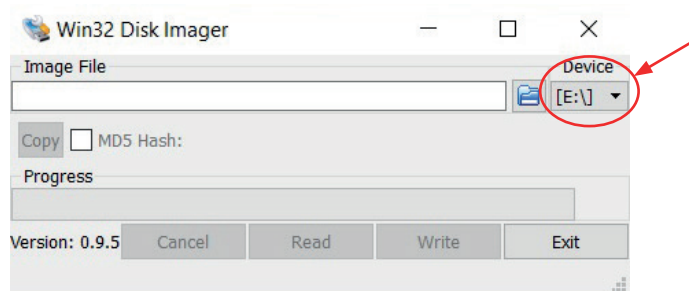 Win32 Disk Imager
Image File Device
[E:\]
Copy MD5 Hash:
Progress
Version: 0.9.5 Cancel Read Write Exit